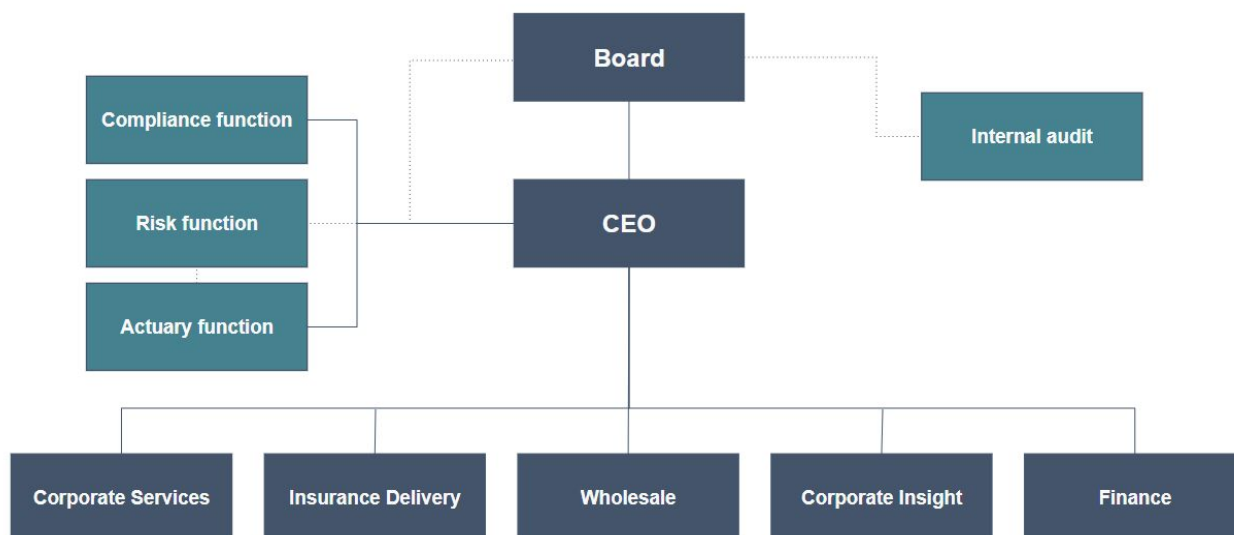 Board
Compliance function
Internal audit
Risk function
CEO
Actuary function
Corporate Services
Insurance Delivery
Wholesale
Corporate Insight
Finance